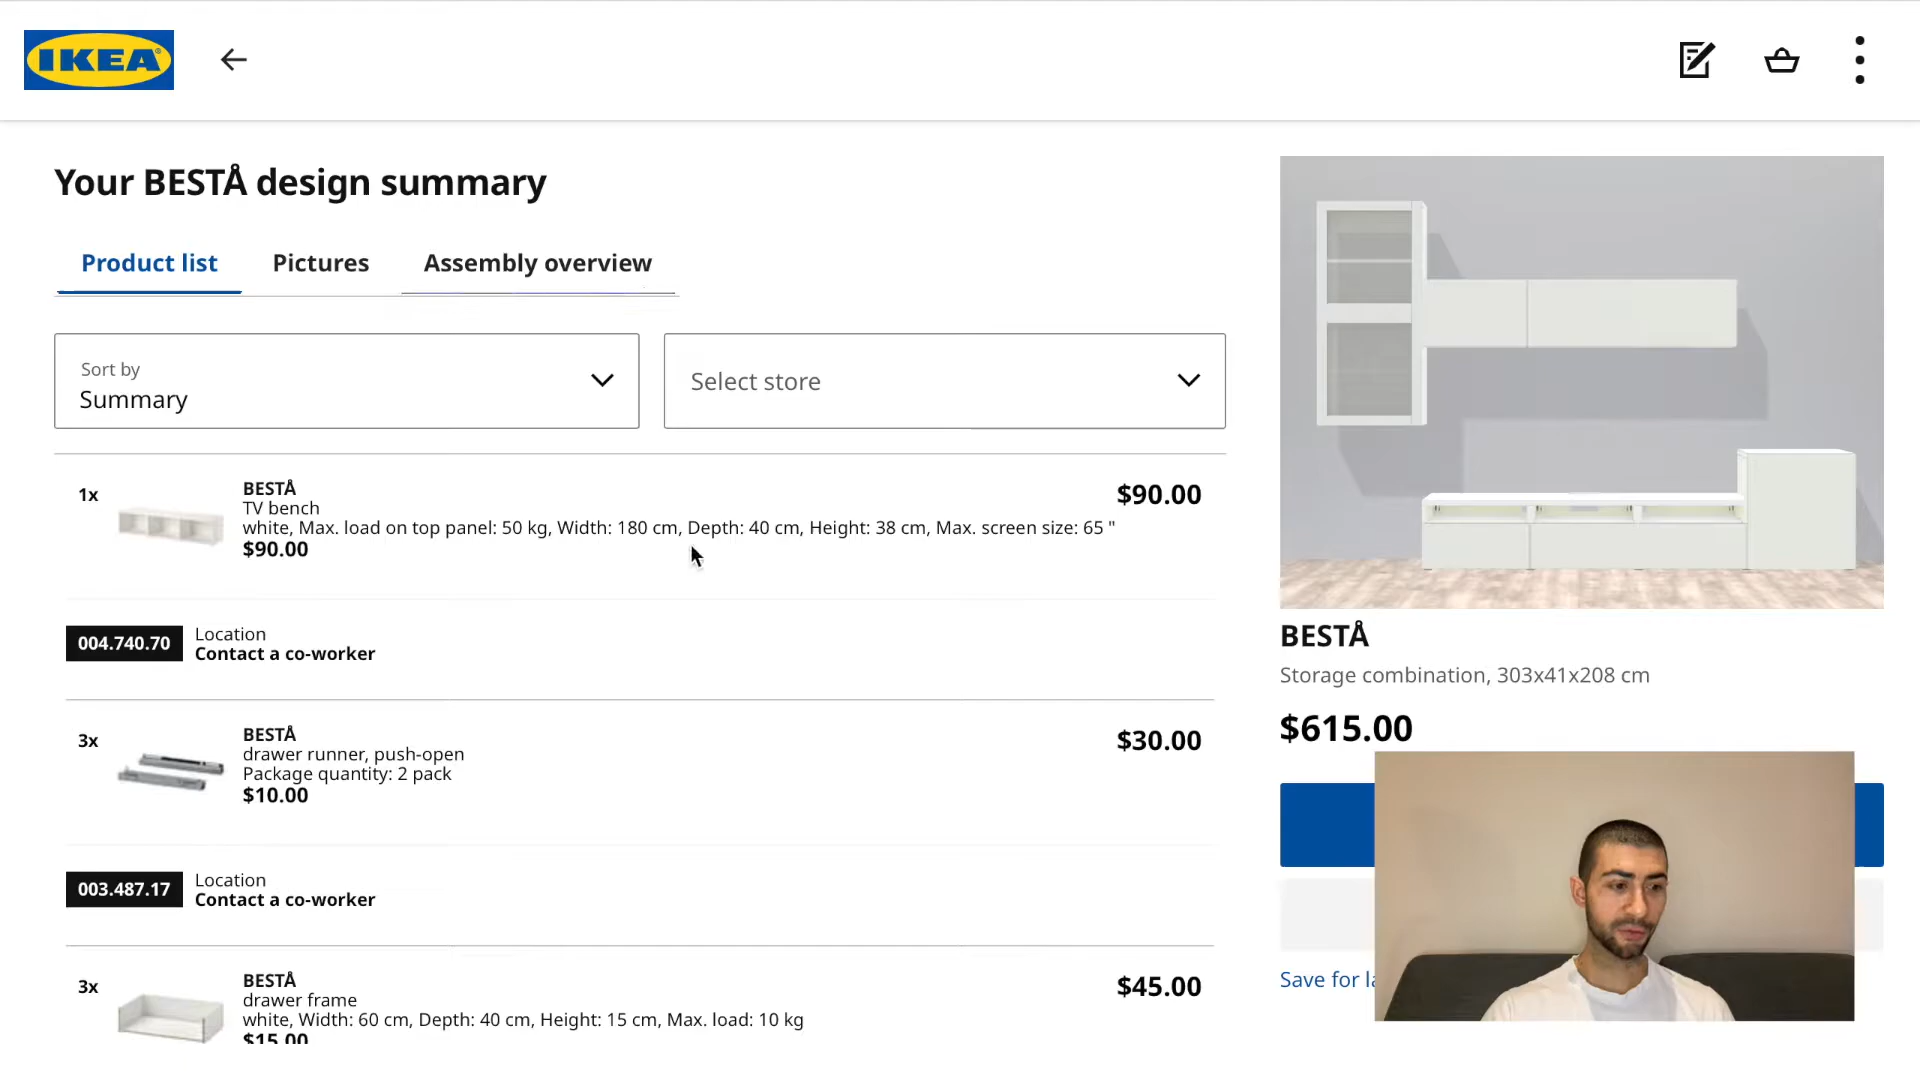 IKEA
Your BESTÅ design summary
Product list
Pictures
Assembly overview
Sort by
Summary
Select store
1x
BESTÅ
TV bench
white, Max. load on top panel: 50 kg, Width: 180 cm, Depth: 40 cm, Height: 38 cm, Max. screen size: 65 "
$90.00
$90.00
004.740.70
Location
Contact a co-worker
3x
BESTÅ
drawer runner, push-open
Package quantity: 2 pack
$10.00
$30.00
003.487.17
Location
Contact a co-worker
3x
BESTÅ
drawer frame
white, Width: 60 cm, Depth: 40 cm, Height: 15 cm, Max. load: 10 kg
$15.00
$45.00
BESTÅ
Storage combination, 303x41x208 cm
$615.00
Save for